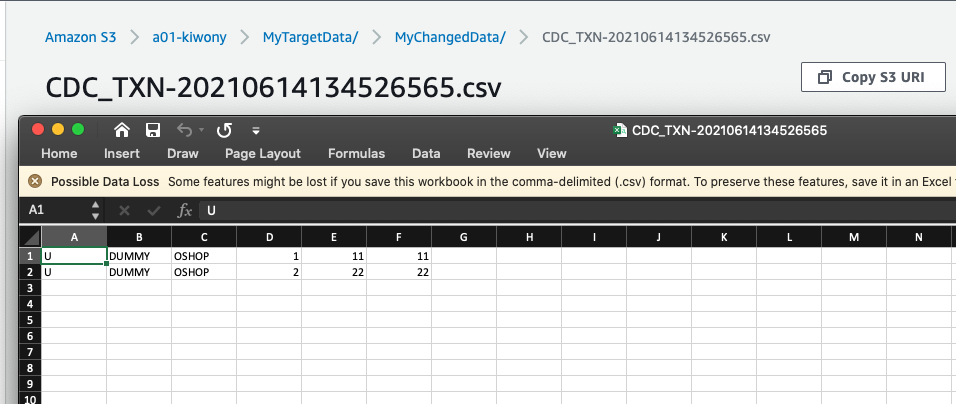 Amazon S3 > a01-kiwony > MyTargetData/ > MyChangedData/ > CDC_TXN-20210614134526565.csv
CDC_TXN-20210614134526565.csv
Copy S3 URI
CDC_TXN-20210614134526565
Home Insert Draw Page Layout Formulas Data Review View
Possible Data Loss Some features might be lost if you save this workbook in the comma-delimited (.csv) format. To preserve these features, save it in an Excel
A1 fx U
A B C D E F G H I J K L M N
1 U DUMMY OSHOP 1 11 11
2 U DUMMY OSHOP 2 22 22
3
4
5
6
7
8
9
10